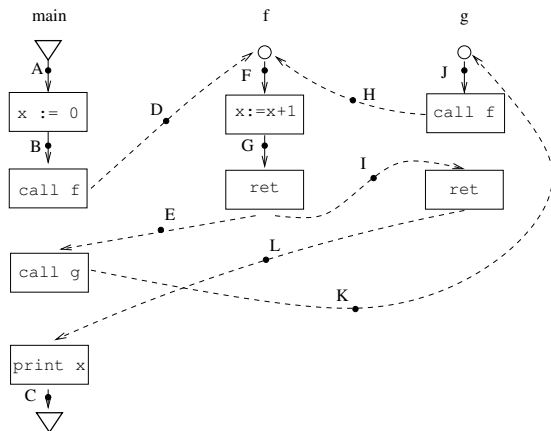 main f g
A
F
J
x := 0
D
x:=x+1
H
call f
B
G
I
call f
ret
ret
E
L
call g
K
print x
C